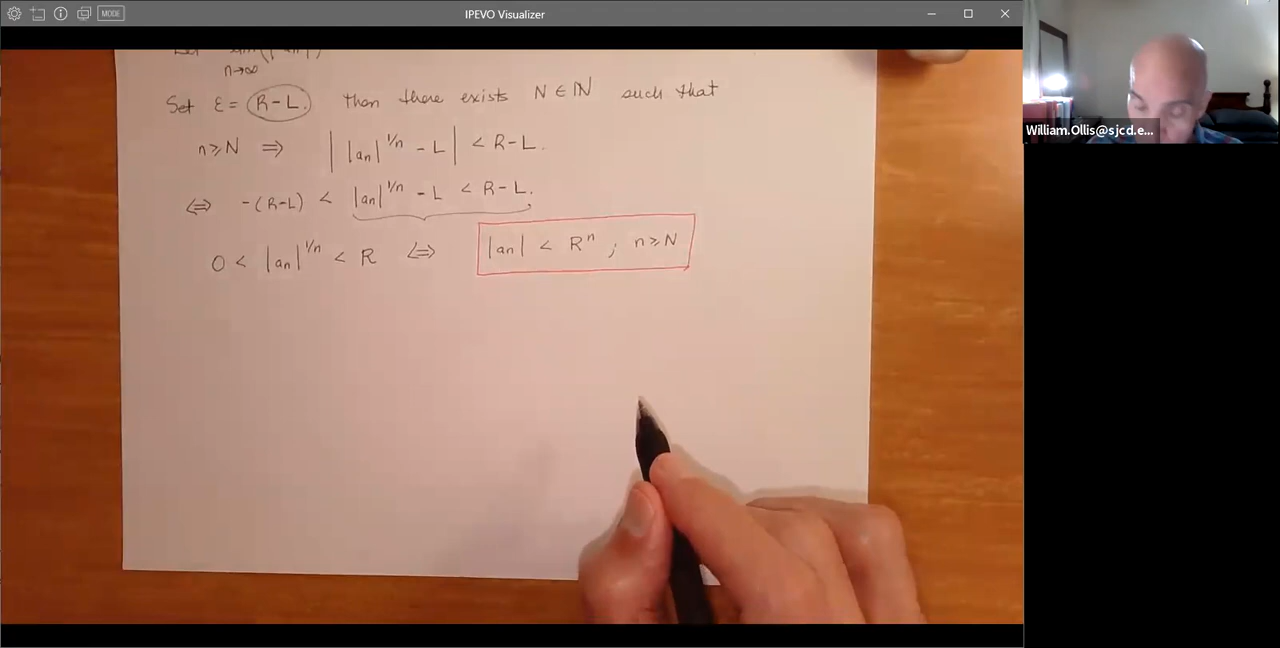 IPEVO Visualizer
MODE
William.Ollis@sjcd.e...
n→∞
Set ε = R-L. then there exists N ∈ ℕ such that
n ≥ N ⇒ | |aₙ|^{1/n} - L | < R-L.
⇔ -(R-L) < |aₙ|^{1/n} - L < R-L.
0 < |aₙ|^{1/n} < R ⇔ |aₙ| < Rⁿ ; n ≥ N